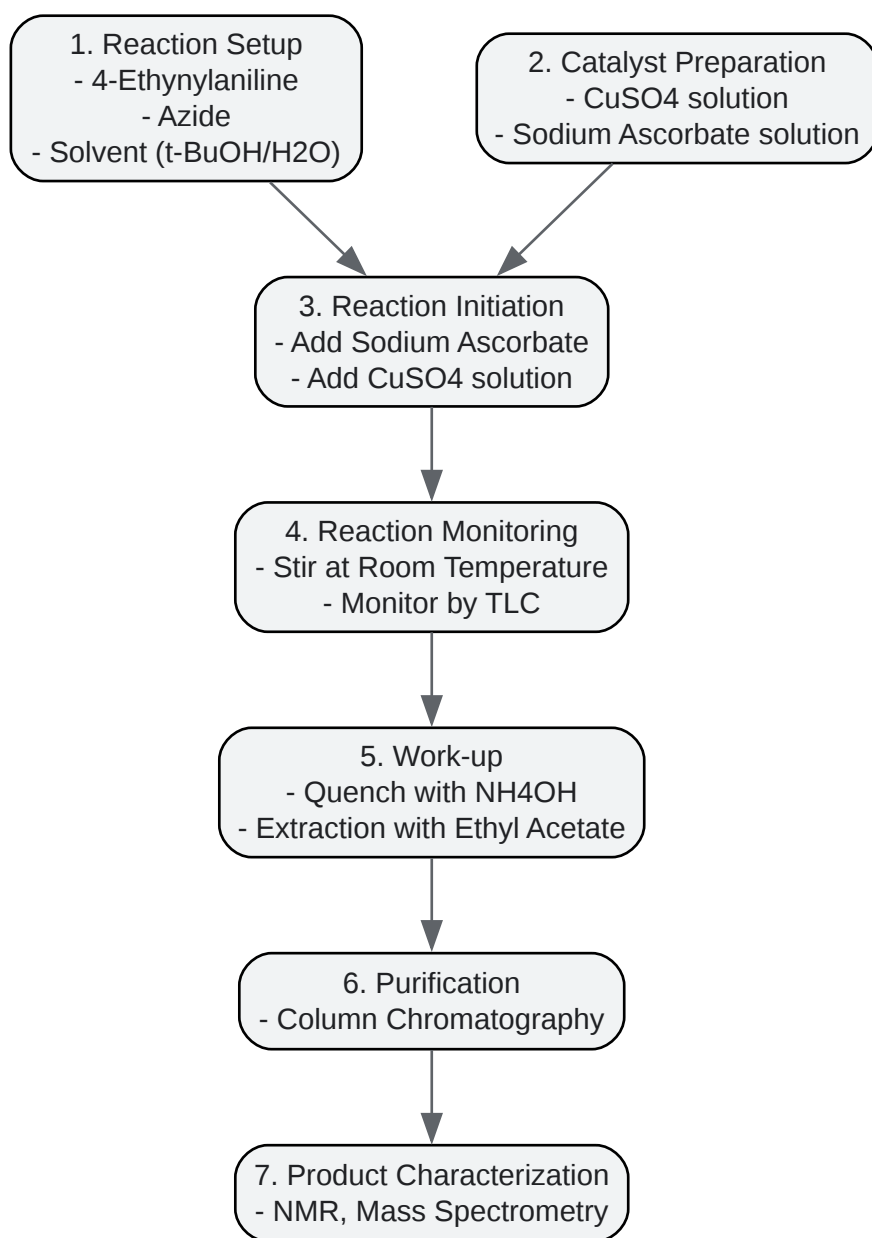 1. Reaction Setup
- 4-Ethynylaniline
- Azide
- Solvent (t-BuOH/H2O)
2. Catalyst Preparation
- CuSO4 solution
- Sodium Ascorbate solution
3. Reaction Initiation
- Add Sodium Ascorbate
- Add CuSO4 solution
4. Reaction Monitoring
- Stir at Room Temperature
- Monitor by TLC
5. Work-up
- Quench with NH4OH
- Extraction with Ethyl Acetate
6. Purification
- Column Chromatography
7. Product Characterization
- NMR, Mass Spectrometry